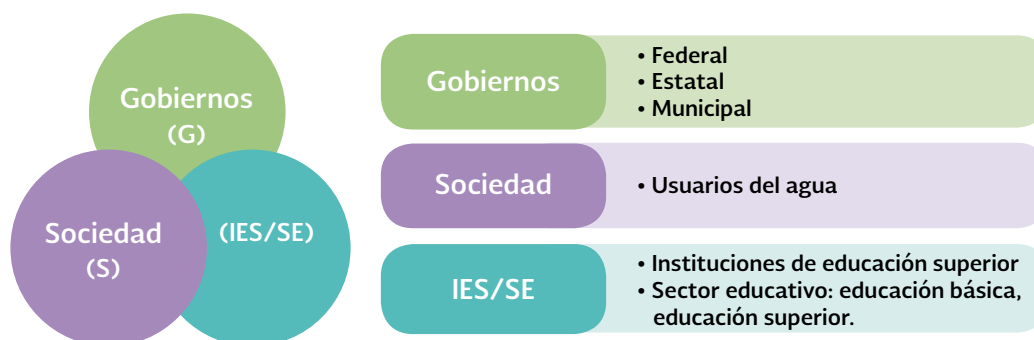 Gobiernos
(G)
Sociedad
(S)
(IES/SE)
Gobiernos
• Federal
• Estatal
• Municipal
Sociedad
• Usuarios del agua
IES/SE
• Instituciones de educación superior
• Sector educativo: educación básica,
educación superior.